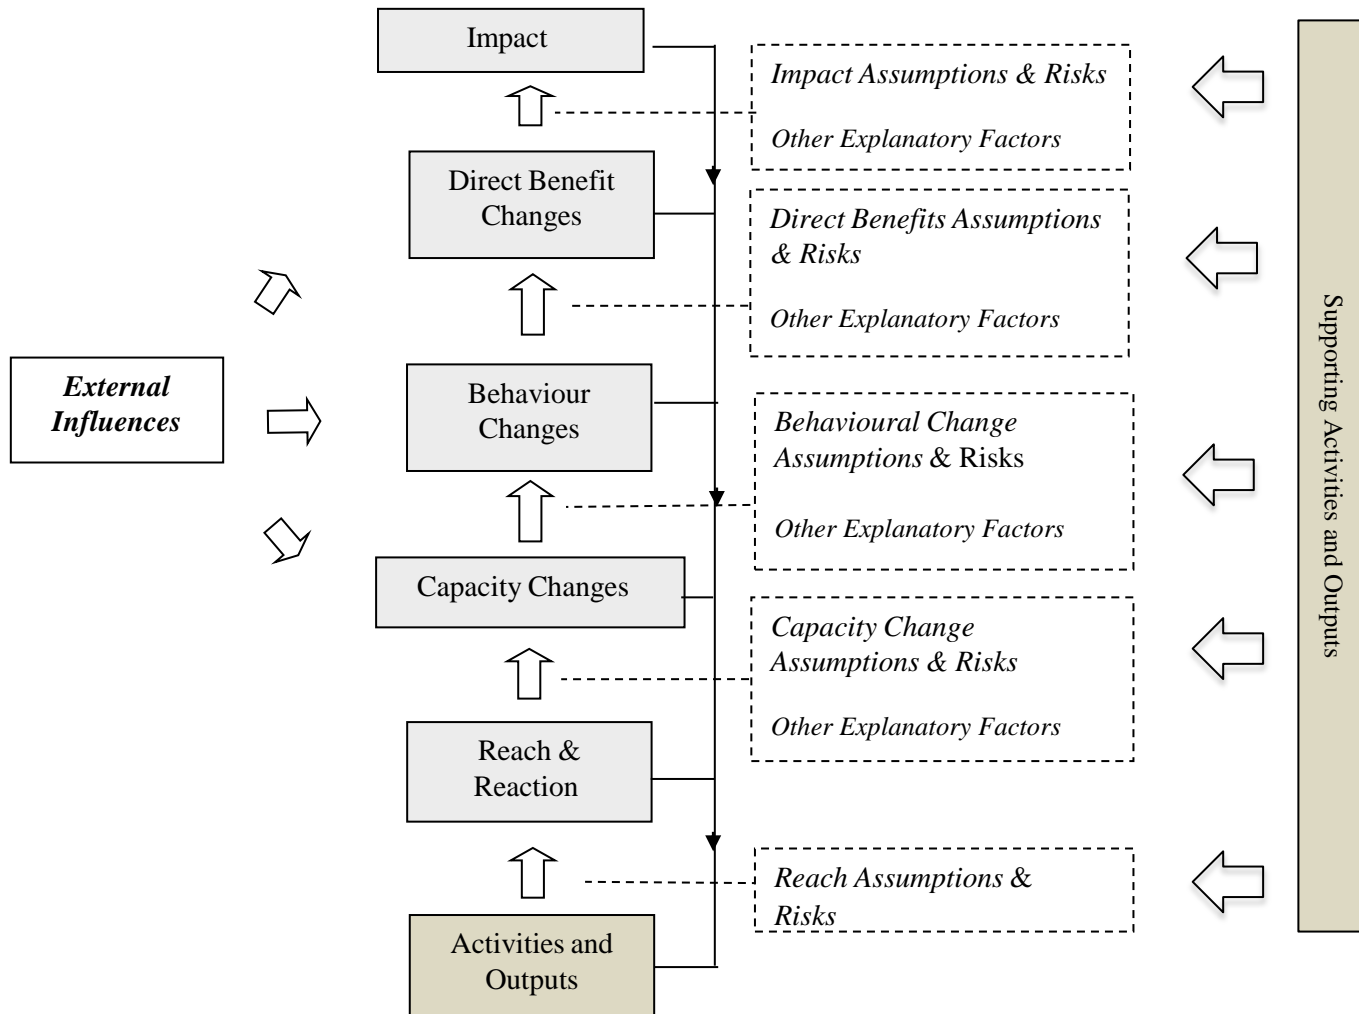 Impact
Impact Assumptions & Risks
Other Explanatory Factors
Direct Benefit
Changes
Direct Benefits Assumptions
& Risks
Other Explanatory Factors
External
Influences
Behaviour
Changes
Behavioural Change
Assumptions & Risks
Other Explanatory Factors
Capacity Changes
Capacity Change
Assumptions & Risks
Other Explanatory Factors
Reach &
Reaction
Reach Assumptions &
Risks
Activities and
Outputs
Supporting Activities and Outputs